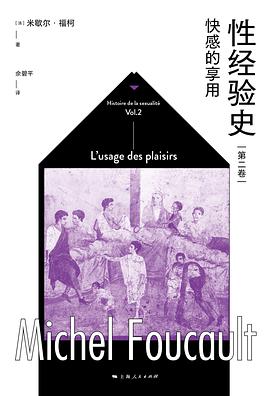 [法] 米歇尔·福柯
著
佘碧平
译
性经验史
第二卷
快感的享用
Histoire de la sexualité
Vol.2
L'usage des plaisirs
Michel Foucault
上海人民出版社